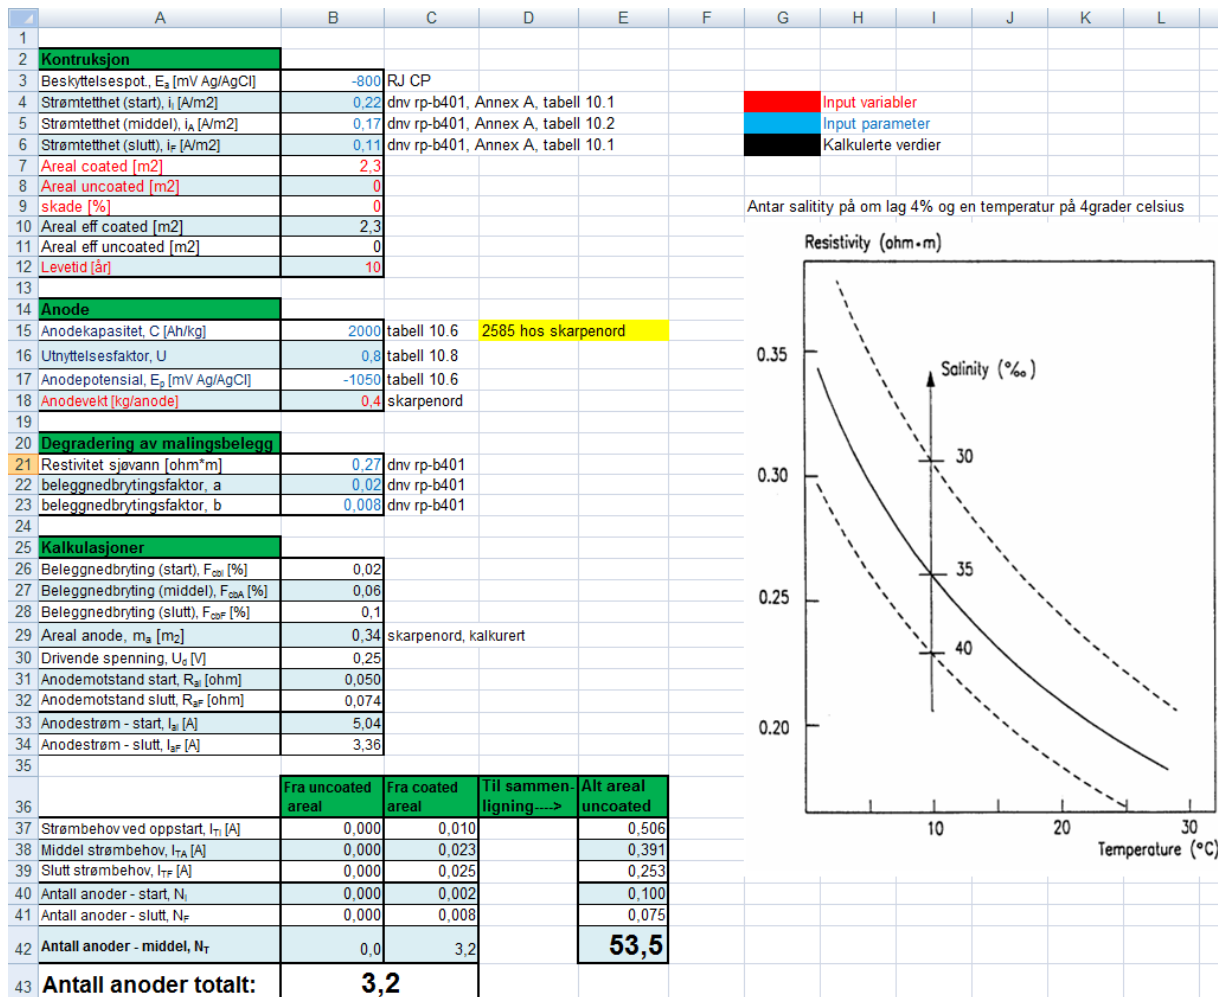 A B C D E F G H I J K L
1
2 Kontruksjon
3 Beskyttelsespot., Ea [mV Ag/AgCl] -800 RJ CP
4 Strømtetthet (start), iI [A/m2] 0,22 dnv rp-b401, Annex A, tabell 10.1 Input variabler
5 Strømtetthet (middel), iA [A/m2] 0,17 dnv rp-b401, Annex A, tabell 10.2 Input parameter
6 Strømtetthet (slutt), iF [A/m2] 0,11 dnv rp-b401, Annex A, tabell 10.1 Kalkulerte verdier
7 Areal coated [m2] 2,3
8 Areal uncoated [m2] 0
9 skade [%] 0 Antar salitity på om lag 4% og en temperatur på 4grader celsius
10 Areal eff coated [m2] 2,3
11 Areal eff uncoated [m2] 0
12 Levetid [år] 10
13
14 Anode
15 Anodekapasitet, C [Ah/kg] 2000 tabell 10.6 2585 hos skarpenord
16 Utnyttelsesfaktor, U 0,8 tabell 10.8
17 Anodepotensial, Ep [mV Ag/AgCl] -1050 tabell 10.6
18 Anodevekt [kg/anode] 0,4 skarpenord
19
20 Degradering av malingsbelegg
21 Restivitet sjøvann [ohm*m] 0,27 dnv rp-b401
22 beleggnedbrytingsfaktor, a 0,02 dnv rp-b401
23 beleggnedbrytingsfaktor, b 0,008 dnv rp-b401
24
25 Kalkulasjoner
26 Beleggnedbryting (start), Fcbi [%] 0,02
27 Beleggnedbryting (middel), FcbA [%] 0,06
28 Beleggnedbryting (slutt), FcbF [%] 0,1
29 Areal anode, ma [m2] 0,34 skarpenord, kalkurert
30 Drivende spenning, Ud [V] 0,25
31 Anodemotstand start, Rai [ohm] 0,050
32 Anodemotstand slutt, RaF [ohm] 0,074
33 Anodestrøm - start, Iai [A] 5,04
34 Anodestrøm - slutt, IaF [A] 3,36
35
36 Fra uncoated areal Fra coated areal Til sammen-ligning----> Alt areal uncoated
37 Strømbehov ved oppstart, ITi [A] 0,000 0,010 0,506
38 Middel strømbehov, ITA [A] 0,000 0,023 0,391
39 Slutt strømbehov, ITF [A] 0,000 0,025 0,253
40 Antall anoder - start, NI 0,000 0,002 0,100
41 Antall anoder - slutt, NF 0,000 0,008 0,075
42 Antall anoder - middel, NT 0,0 3,2 53,5
43 Antall anoder totalt: 3,2
Resistivity (ohm•m)
0.35
Salinity (°/oo)
30
0.30
35
0.25
40
0.20
10 20 30
Temperature (°C)